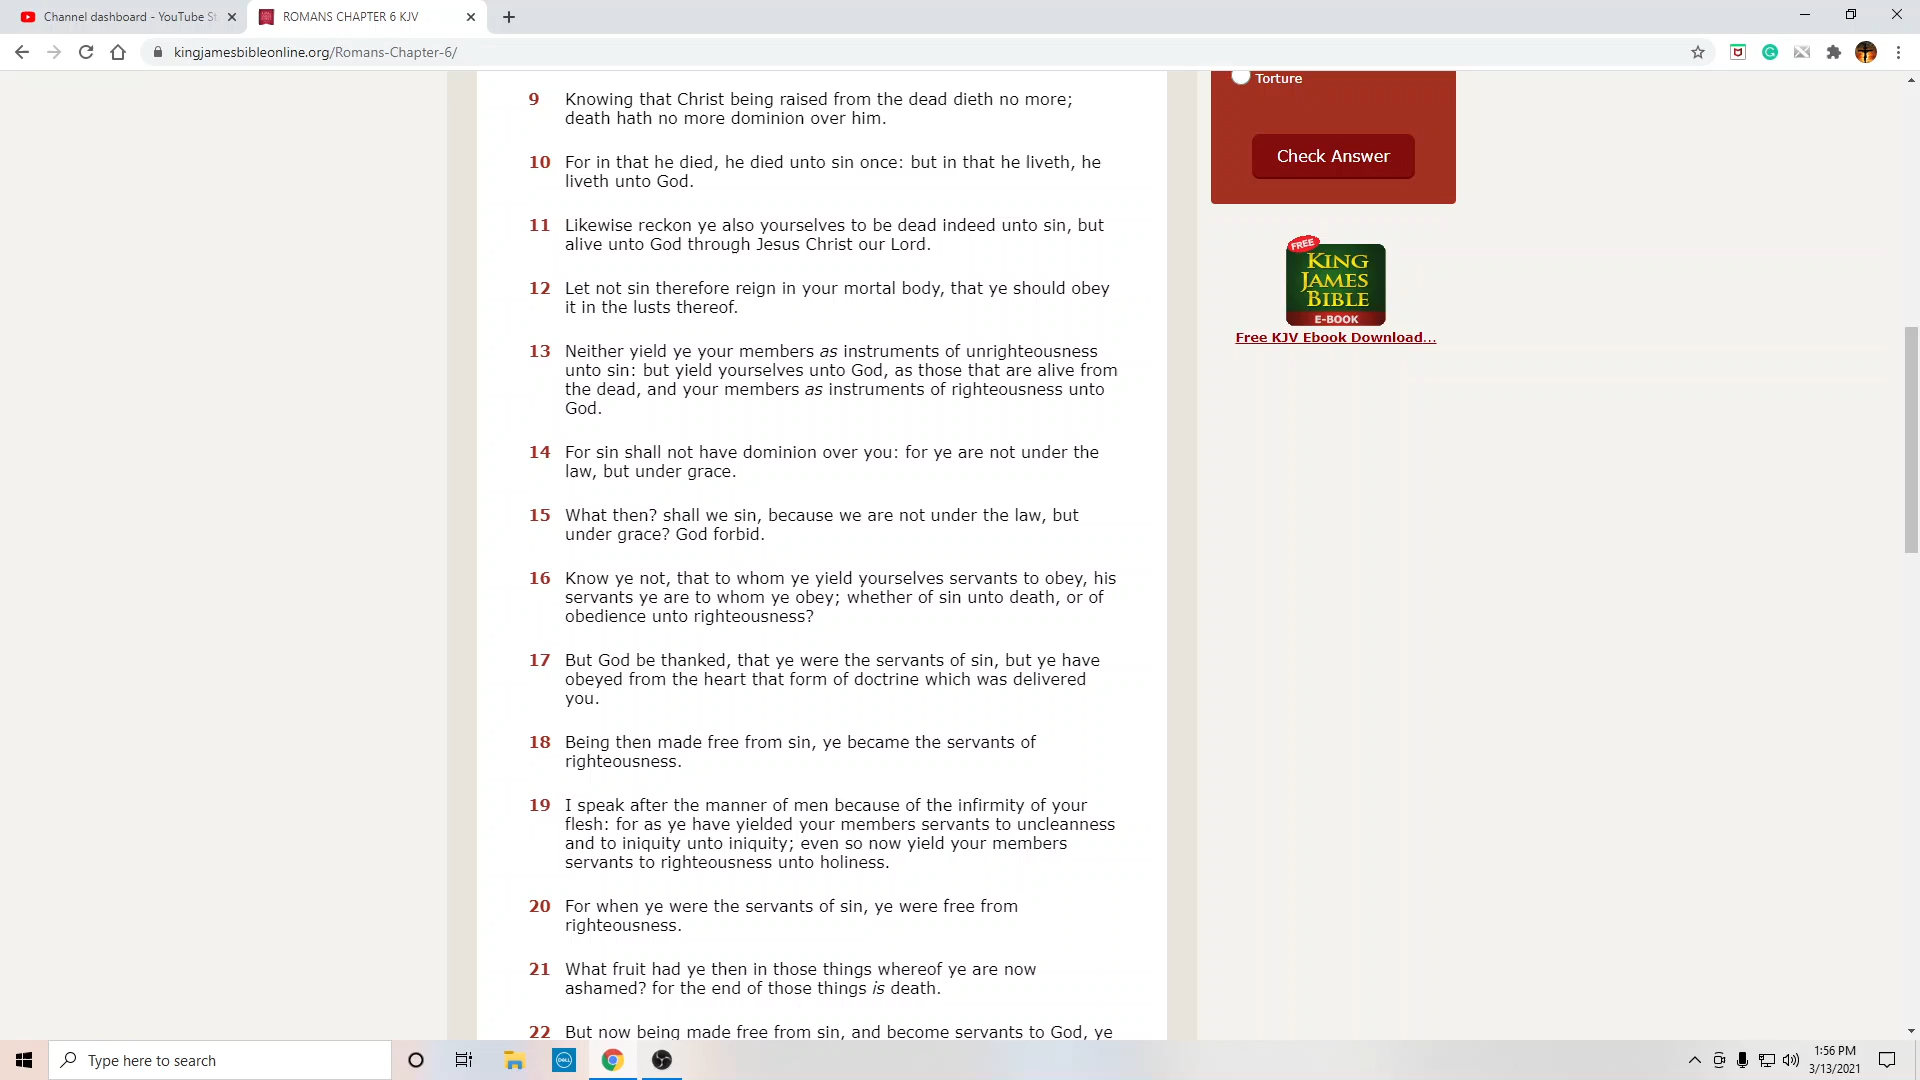 Channel dashboard - YouTube St
ROMANS CHAPTER 6 KJV
kingjamesbibleonline.org/Romans-Chapter-6/
9 Knowing that Christ being raised from the dead dieth no more;
death hath no more dominion over him.
10 For in that he died, he died unto sin once: but in that he liveth, he
liveth unto God.
11 Likewise reckon ye also yourselves to be dead indeed unto sin, but
alive unto God through Jesus Christ our Lord.
12 Let not sin therefore reign in your mortal body, that ye should obey
it in the lusts thereof.
13 Neither yield ye your members as instruments of unrighteousness
unto sin: but yield yourselves unto God, as those that are alive from
the dead, and your members as instruments of righteousness unto
God.
14 For sin shall not have dominion over you: for ye are not under the
law, but under grace.
15 What then? shall we sin, because we are not under the law, but
under grace? God forbid.
16 Know ye not, that to whom ye yield yourselves servants to obey, his
servants ye are to whom ye obey; whether of sin unto death, or of
obedience unto righteousness?
17 But God be thanked, that ye were the servants of sin, but ye have
obeyed from the heart that form of doctrine which was delivered
you.
18 Being then made free from sin, ye became the servants of
righteousness.
19 I speak after the manner of men because of the infirmity of your
flesh: for as ye have yielded your members servants to uncleanness
and to iniquity unto iniquity; even so now yield your members
servants to righteousness unto holiness.
20 For when ye were the servants of sin, ye were free from
righteousness.
21 What fruit had ye then in those things whereof ye are now
ashamed? for the end of those things is death.
22 But now being made free from sin, and become servants to God, ye
Torture
Check Answer
FREE
KING
JAMES
BIBLE
E-BOOK
Free KJV Ebook Download...
Type here to search
DELL
1:56 PM
3/13/2021